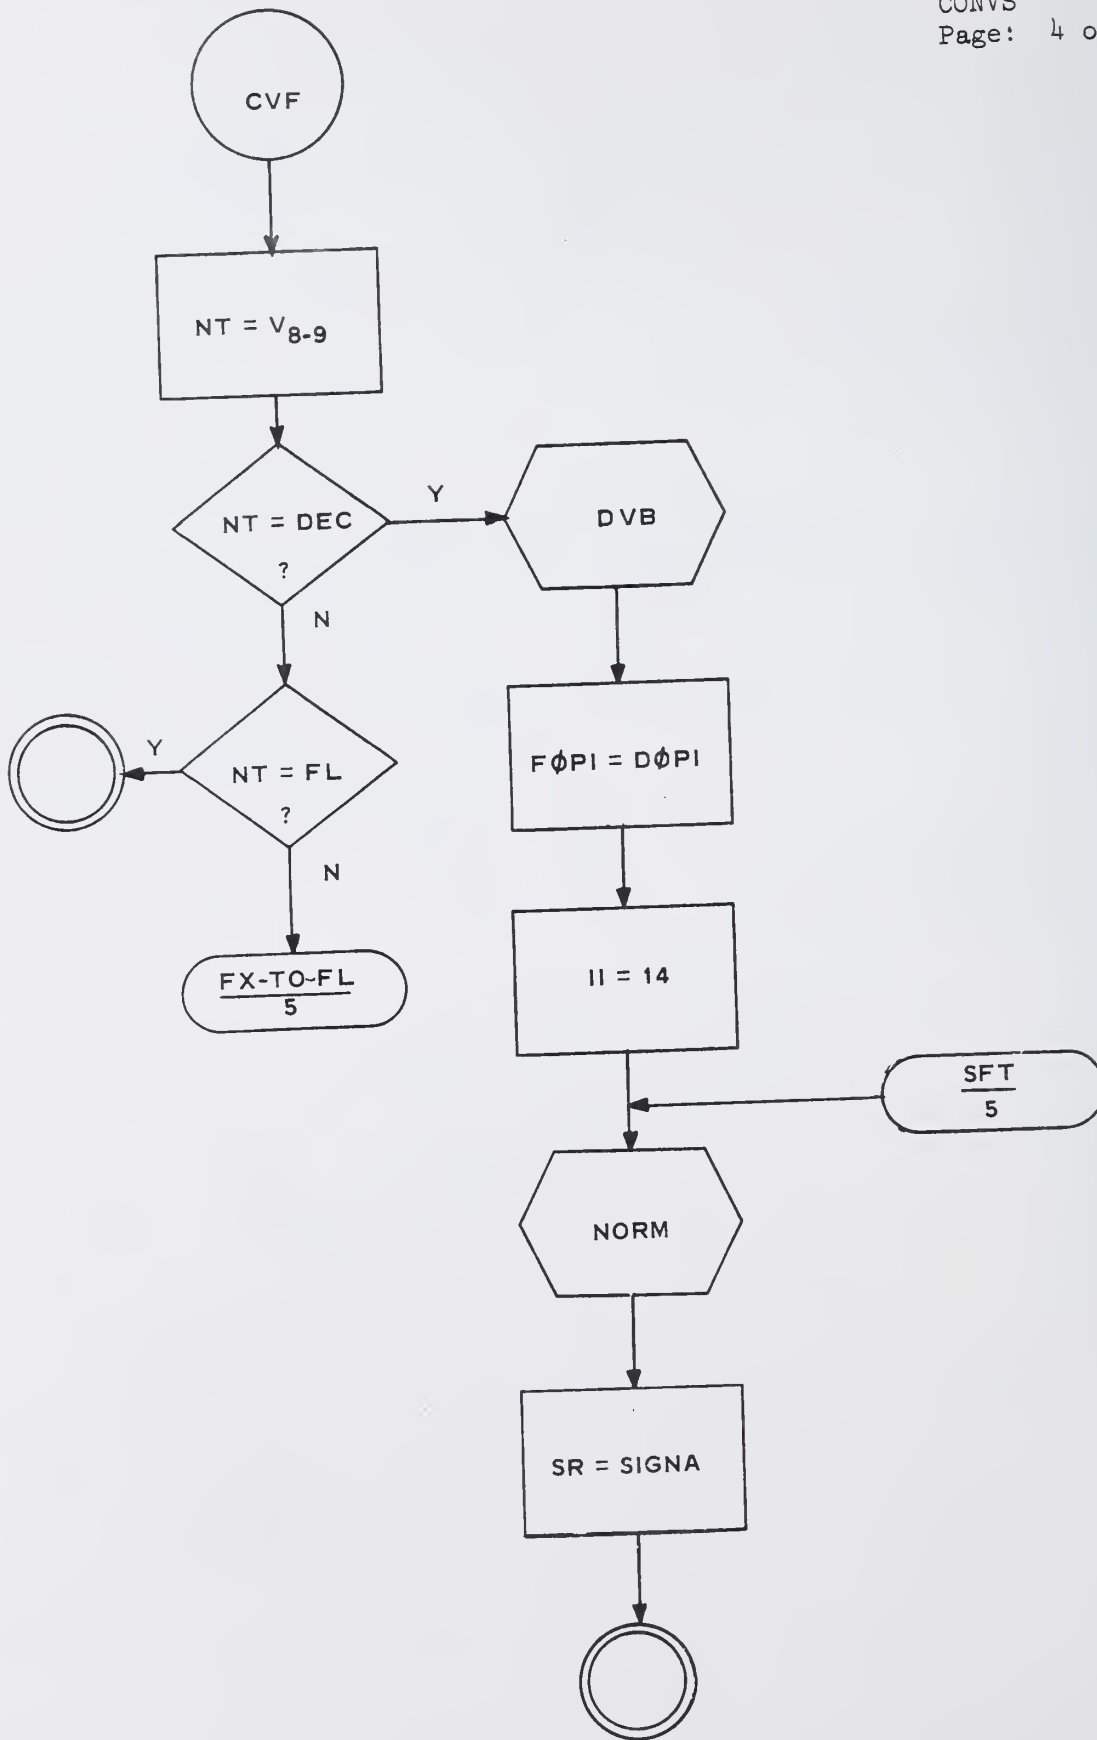 CONVS
Page: 4 o
CVF
NT = V8-9
NT = DEC
?
Y
DVB
N
NT = FL
?
Y
N
FX-TO-FL
5
FØPI = DØPI
II = 14
SFT
5
NORM
SR = SIGNA